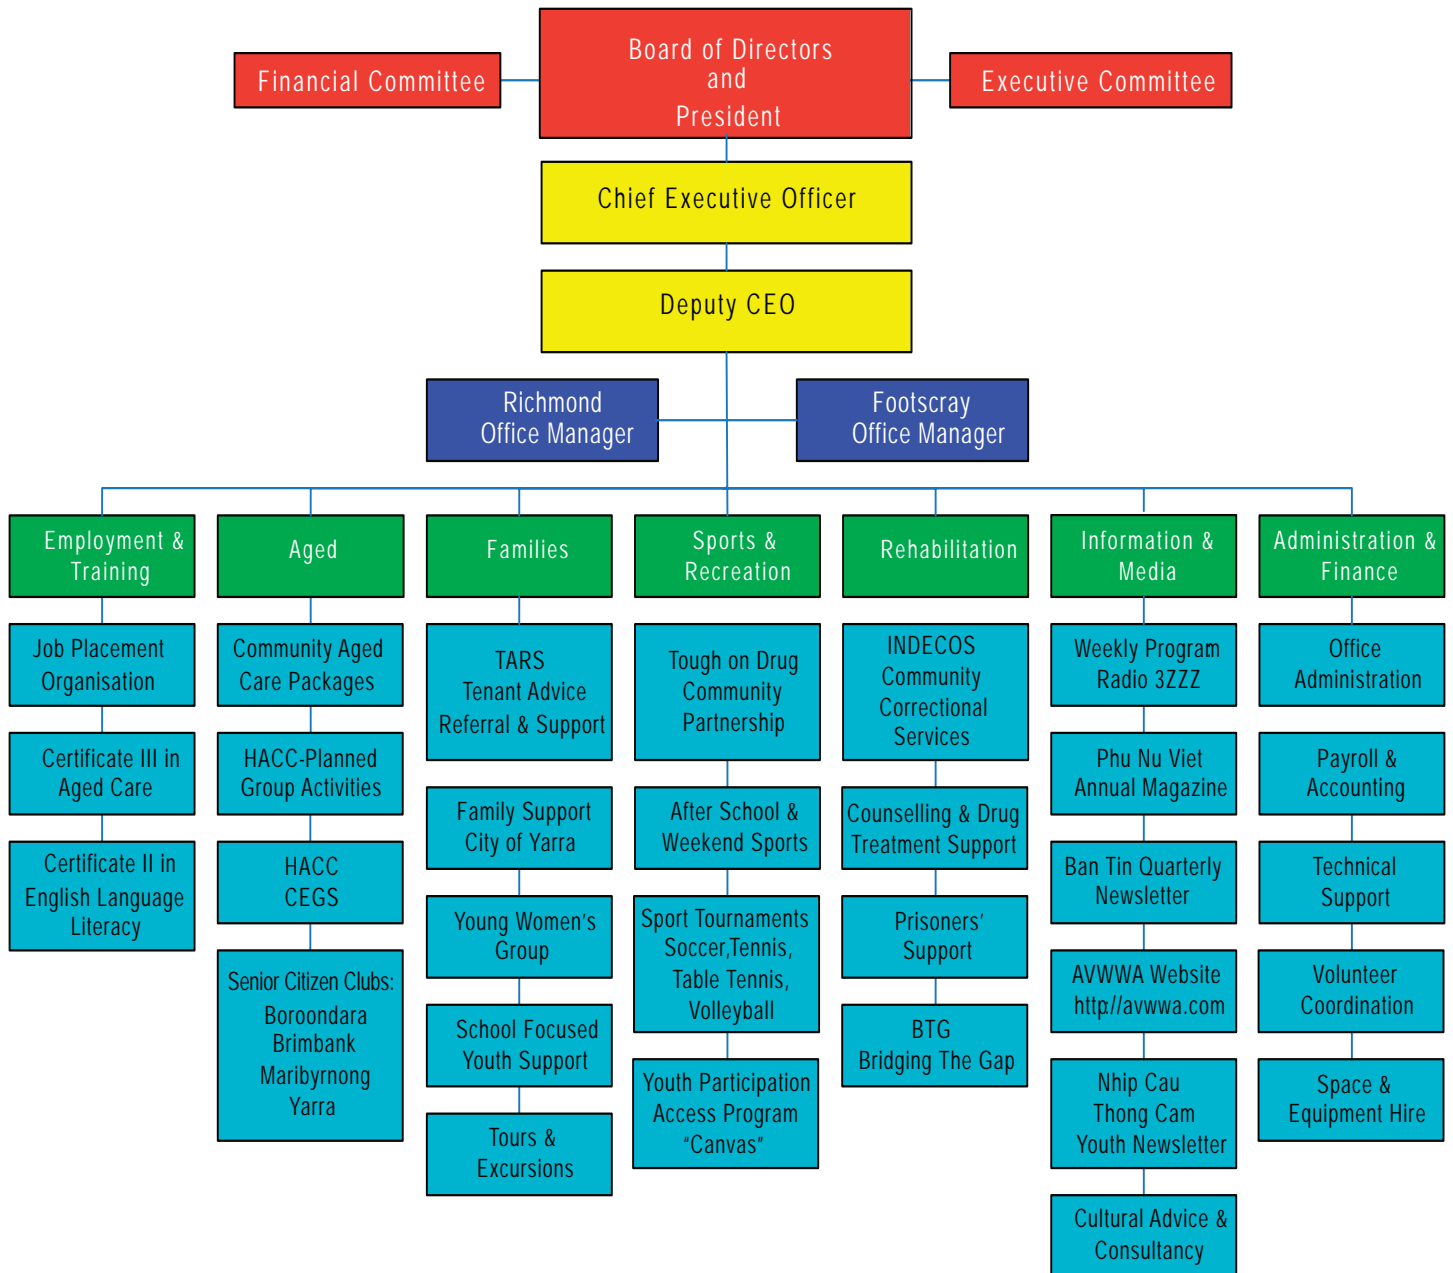 Board of Directors
and
President
Financial Committee
Executive Committee
Chief Executive Officer
Deputy CEO
Richmond
Office Manager
Footscray
Office Manager
Employment &
Training
Job Placement
Organisation
Certificate III in
Aged Care
Certificate II in
English Language
Literacy
Aged
Community Aged
Care Packages
HACC-Planned
Group Activities
HACC
CEGS
Senior Citizen Clubs:
Boroondara
Brimbank
Maribyrnong
Yarra
Families
TARS
Tenant Advice
Referral & Support
Family Support
City of Yarra
Young Women's
Group
School Focused
Youth Support
Tours &
Excursions
Sports &
Recreation
Tough on Drug
Community
Partnership
After School &
Weekend Sports
Sport Tournaments
Soccer,Tennis,
Table Tennis,
Volleyball
Youth Participation
Access Program
"Canvas"
Rehabilitation
INDECOS
Community
Correctional
Services
Counselling & Drug
Treatment Support
Prisoners'
Support
BTG
Bridging The Gap
Information &
Media
Weekly Program
Radio 3ZZZ
Phu Nu Viet
Annual Magazine
Ban Tin Quarterly
Newsletter
AVWWA Website
http://avwwa.com
Nhip Cau
Thong Cam
Youth Newsletter
Cultural Advice &
Consultancy
Administration &
Finance
Office
Administration
Payroll &
Accounting
Technical
Support
Volunteer
Coordination
Space &
Equipment Hire